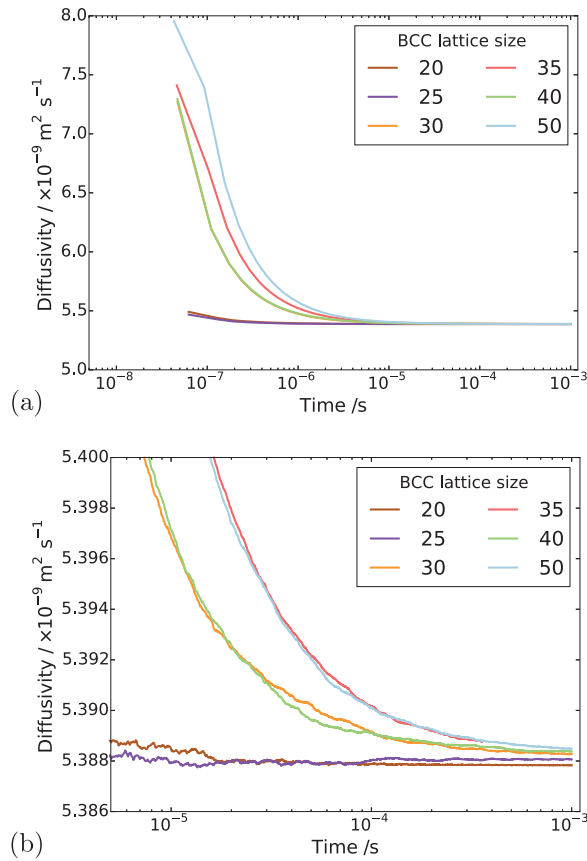 8.0
7.5
7.0
6.5
6.0
5.5
5.0
Diffusivity / ×10⁻⁹ m² s⁻¹
BCC lattice size
20 35
25 40
30 50
10⁻⁸ 10⁻⁷ 10⁻⁶ 10⁻⁵ 10⁻⁴ 10⁻³
Time /s
(a)
5.400
5.398
5.396
5.394
5.392
5.390
5.388
5.386
Diffusivity / ×10⁻⁹ m² s⁻¹
BCC lattice size
20 35
25 40
30 50
10⁻⁵ 10⁻⁴ 10⁻³
Time /s
(b)